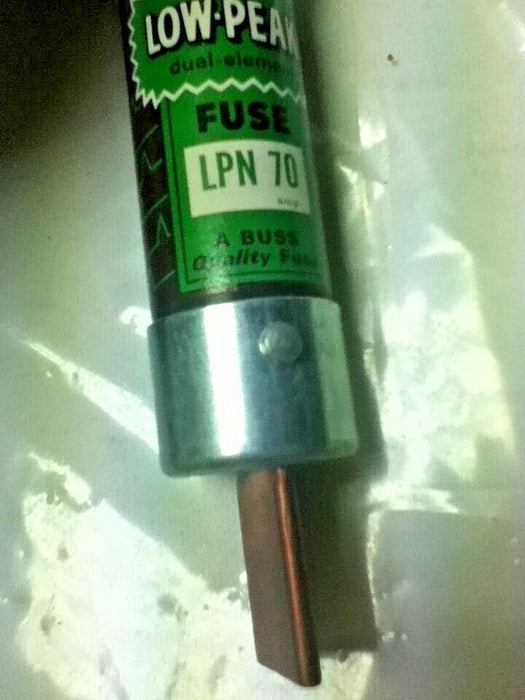 LOW-PEAK
dual-eleme
FUSE
LPN 70
Amp
A BUSS
Quality Fuse